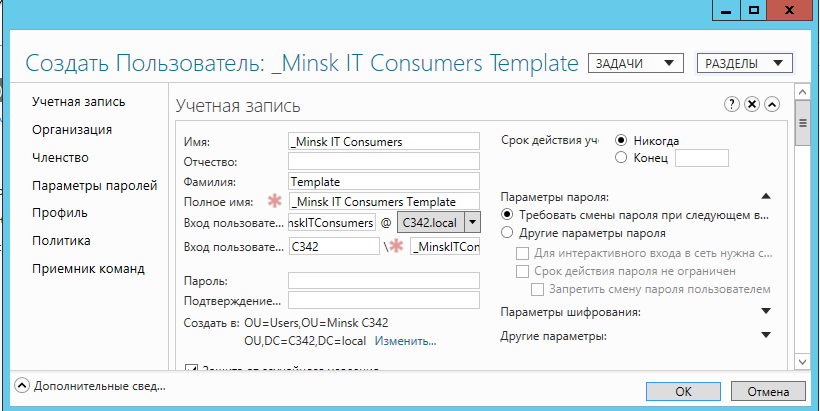 Создать Пользователь: _Minsk IT Consumers Template
ЗАДАЧИ
РАЗДЕЛЫ
Учетная запись
Организация
Членство
Параметры паролей
Профиль
Политика
Приемник команд
Учетная запись
Имя: _Minsk IT Consumers
Отчество:
Фамилия: Template
Полное имя: * _Minsk IT Consumers Template
Вход пользовате... nskITConsumers @ C342.local
Вход пользовате... C342 \ * _MinskITCon
Пароль:
Подтверждение...
Создать в: OU=Users,OU=Minsk C342
OU,DC=C342,DC=local Изменить...
Срок действия уч
Никогда
Конец
Параметры пароля:
Требовать смены пароля при следующем в...
Другие параметры пароля
Для интерактивного входа в сеть нужна с...
Срок действия пароля не ограничен
Запретить смену пароля пользователем
Параметры шифрования:
Другие параметры:
Дополнительные свед...
OK
Отмена